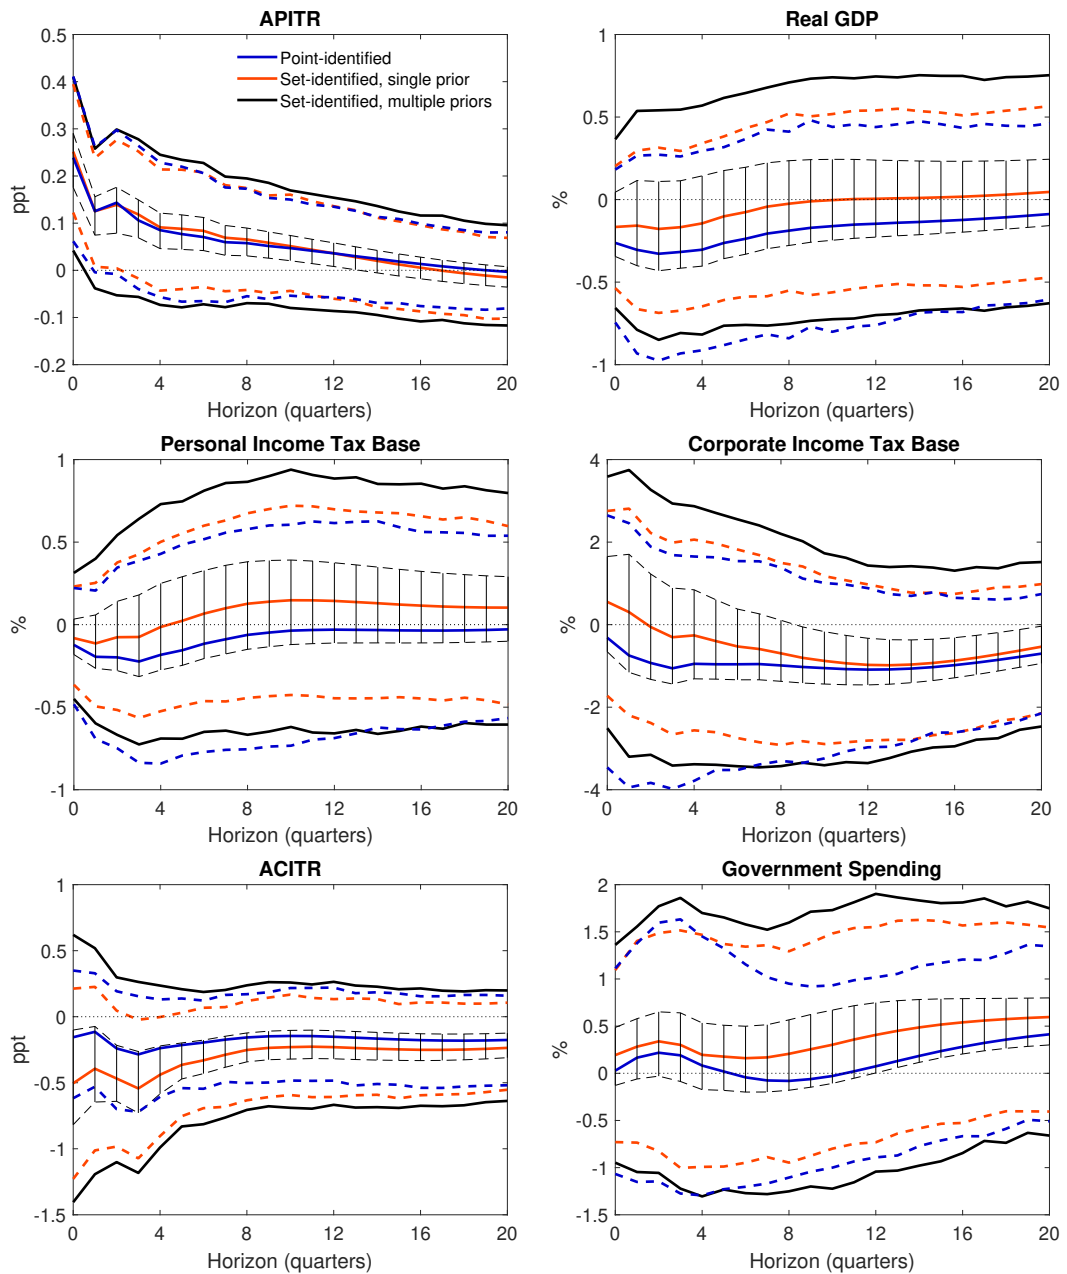 APITR
0.5
0.4
0.3
0.2
0.1
0
-0.1
-0.2
ppt
Point-identified
Set-identified, single prior
Set-identified, multiple priors
0 4 8 12 16 20
Horizon (quarters)
Real GDP
1
0.5
0
-0.5
-1
%
0 4 8 12 16 20
Horizon (quarters)
Personal Income Tax Base
1
0.5
0
-0.5
-1
%
0 4 8 12 16 20
Horizon (quarters)
Corporate Income Tax Base
4
2
0
-2
-4
%
0 4 8 12 16 20
Horizon (quarters)
ACITR
1
0.5
0
-0.5
-1
-1.5
ppt
0 4 8 12 16 20
Horizon (quarters)
Government Spending
2
1.5
1
0.5
0
-0.5
-1
-1.5
%
0 4 8 12 16 20
Horizon (quarters)